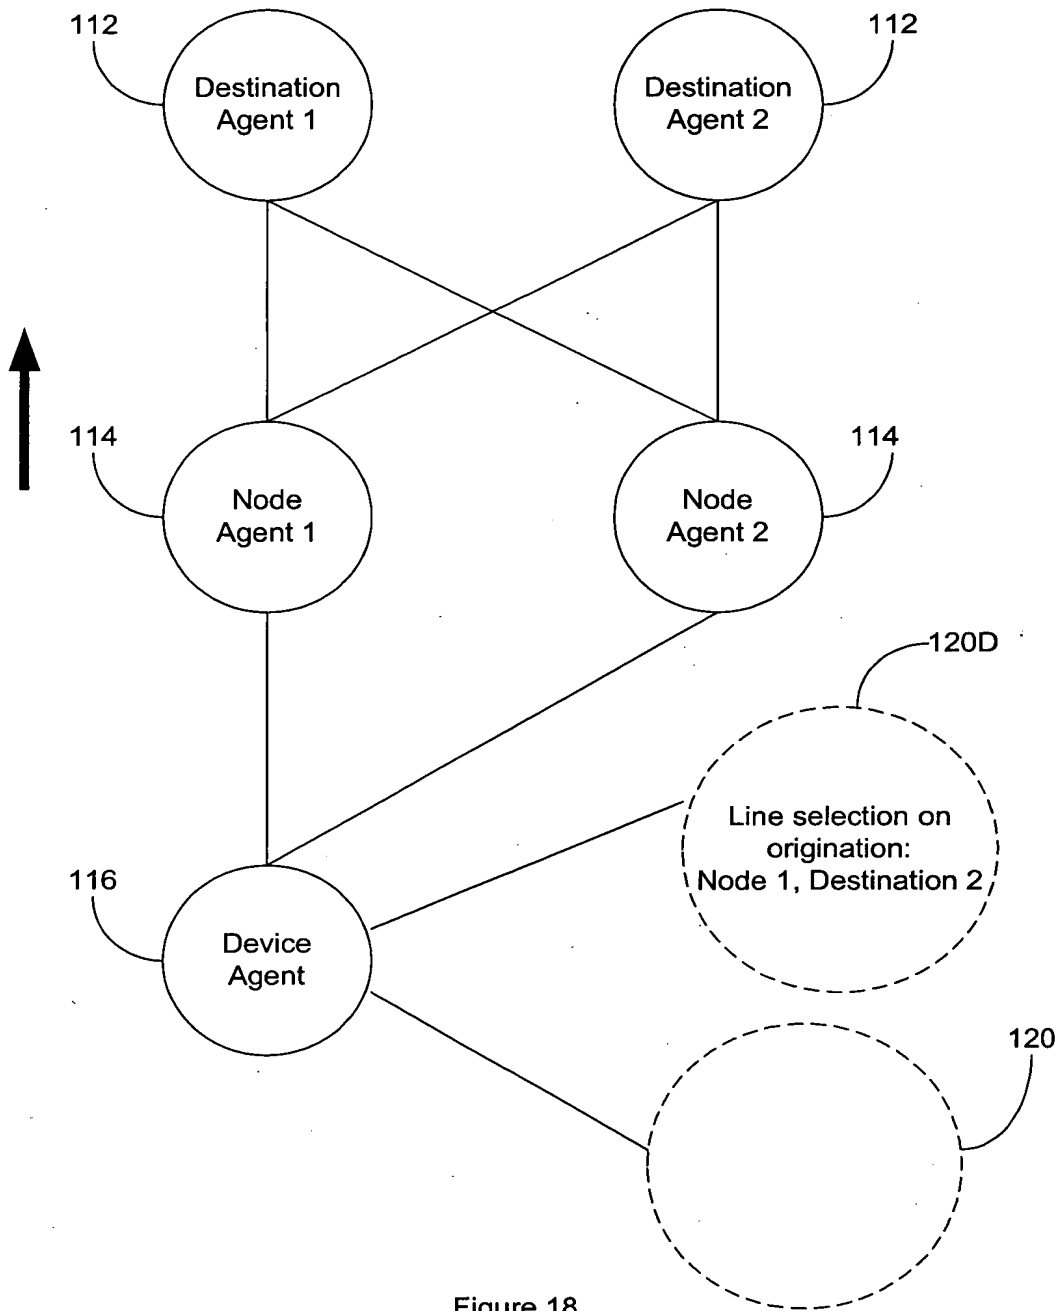 112
112
Destination
Agent 1
Destination
Agent 2
114
114
Node
Agent 1
Node
Agent 2
120D
Line selection on
origination:
Node 1, Destination 2
116
Device
Agent
120
Figure 18